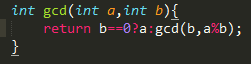 int gcd(int a,int b){
    return b==0?a:gcd(b,a%b);
}